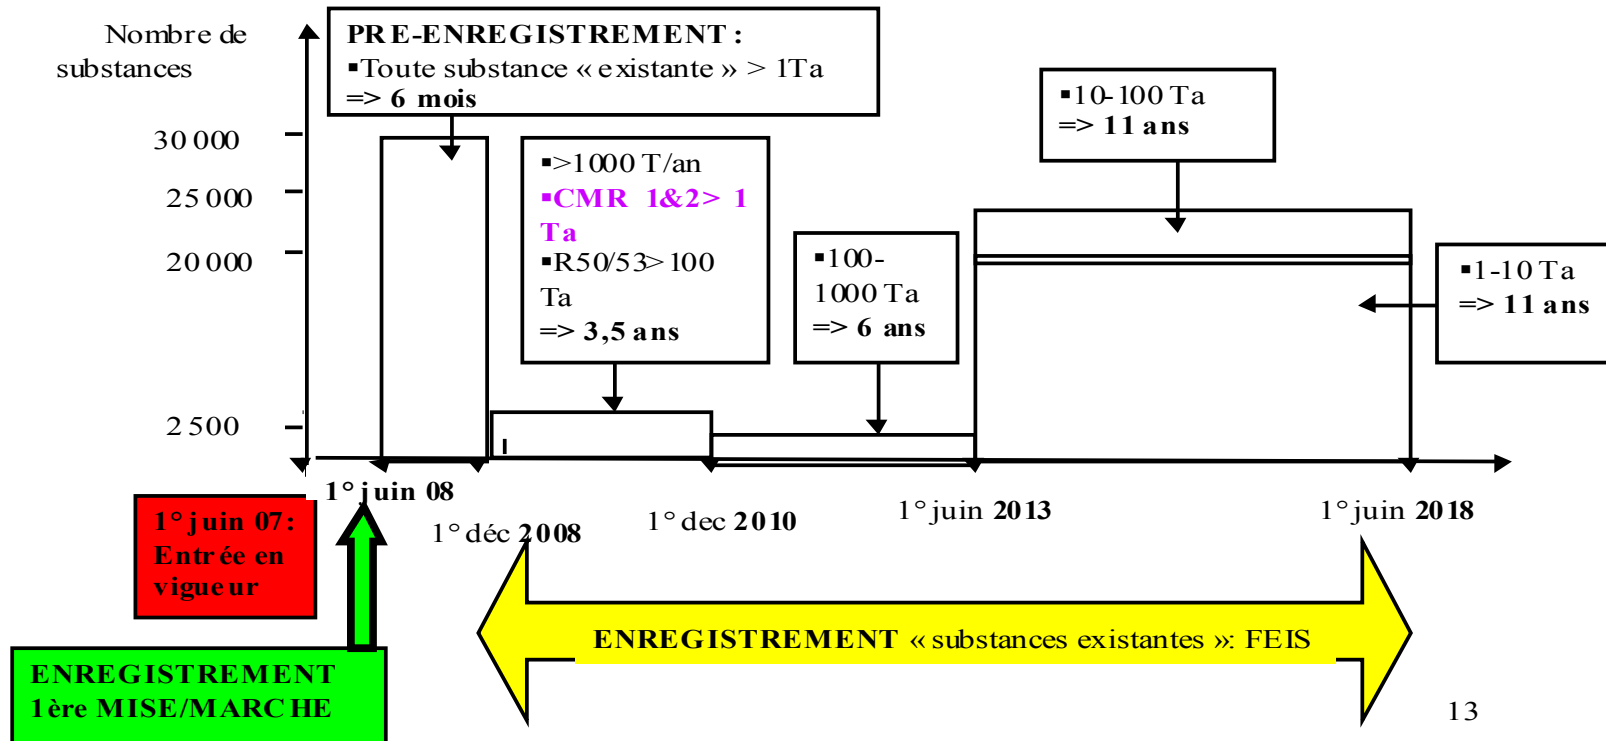 Nombre de
substances
PRE-ENREGISTREMENT :
▪Toute substance « existante » > 1Ta
=> 6 mois
▪10-100 Ta
=> 11 ans
30 000
25 000
20 000
2 500
▪>1000 T/an
▪CMR 1&2> 1
Ta
▪R50/53>100
Ta
=> 3,5 ans
▪100-
1000 Ta
=> 6 ans
▪1-10 Ta
=> 11 ans
1° juin 08
1° déc 2008
1° dec 2010
1° juin 2013
1° juin 2018
1° juin 07:
Entrée en
vigueur
ENREGISTREMENT « substances existantes »: FEIS
ENREGISTREMENT
1ère MISE/MARCHE
13